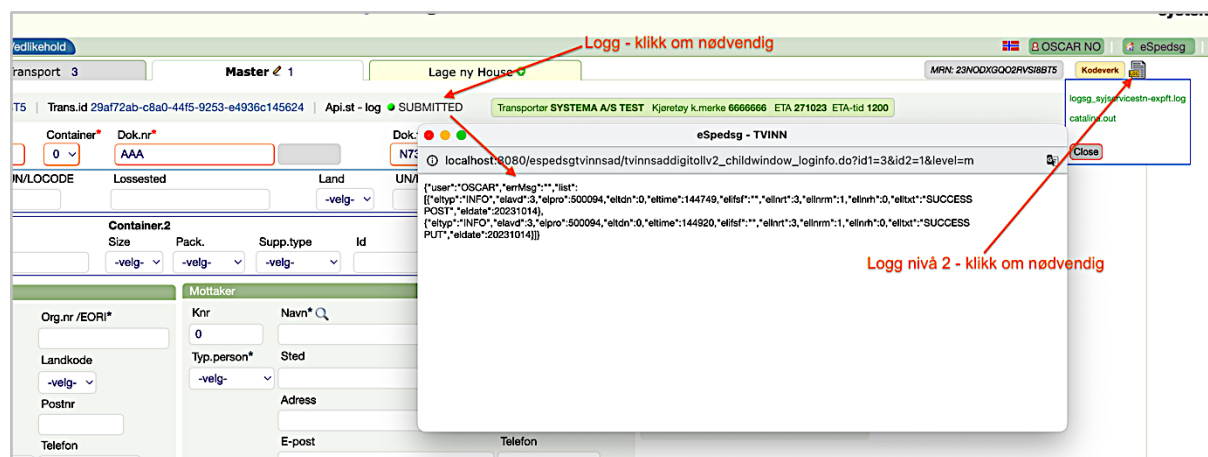 Logg - klikk om nødvendig
Vedlikehold
OSCAR NO eSpedsg
Transport 3 Master 1 Lage ny House MRN: 23NODXGQO2RVSI8BT5 Kodeverk
T5 Trans.id 29af72ab-c8a0-44f5-9253-e4936c145624 Api.st - log SUBMITTED Transportør SYSTEMA A/S TEST Kjøretøy k.merke 6666666 ETA 271023 ETA-tid 1200
logsg_syjservicestn-expft.log
catalina.out
Close
Container* Dok.nr* Dok.
0 AAA N73
eSpedsg - TVINN
localhost:8080/espedsgtvinnsad/tvinnsaddigitollv2_childwindow_loginfo.do?id1=3&id2=1&level=m
UN/LOCODE Lossested Land UN/
-velg-
{"user":"OSCAR","errMsg":"","list":
[{"eltyp":"INFO","elavd":3,"elpro":500094,"eltdn":0,"eltime":144749,"elifsf":"","ellnrt":3,"ellnrm":1,"ellnrh":0,"elltxt":"SUCCESS
POST","eldate":20231014},
{"eltyp":"INFO","elavd":3,"elpro":500094,"eltdn":0,"eltime":144920,"elifsf":"","ellnrt":3,"ellnrm":1,"ellnrh":0,"elltxt":"SUCCESS
PUT","eldate":20231014}]}
Container.2
Size Pack. Supp.type Id
-velg- -velg- -velg-
Logg nivå 2 - klikk om nødvendig
Mottaker
Org.nr /EORI* Knr Navn*
0
Landkode Typ.person* Sted
-velg- -velg-
Postnr Adress
Telefon E-post Telefon